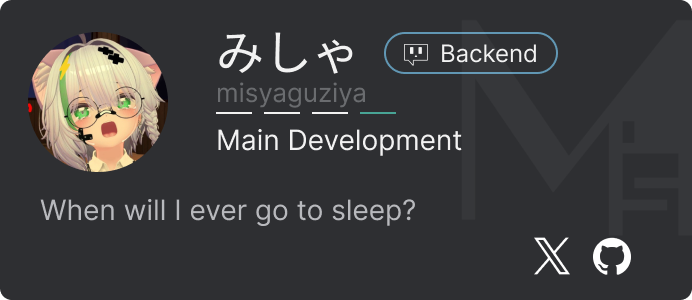 みしゃ
Backend
misyaguziya
Main Development
When will I ever go to sleep?